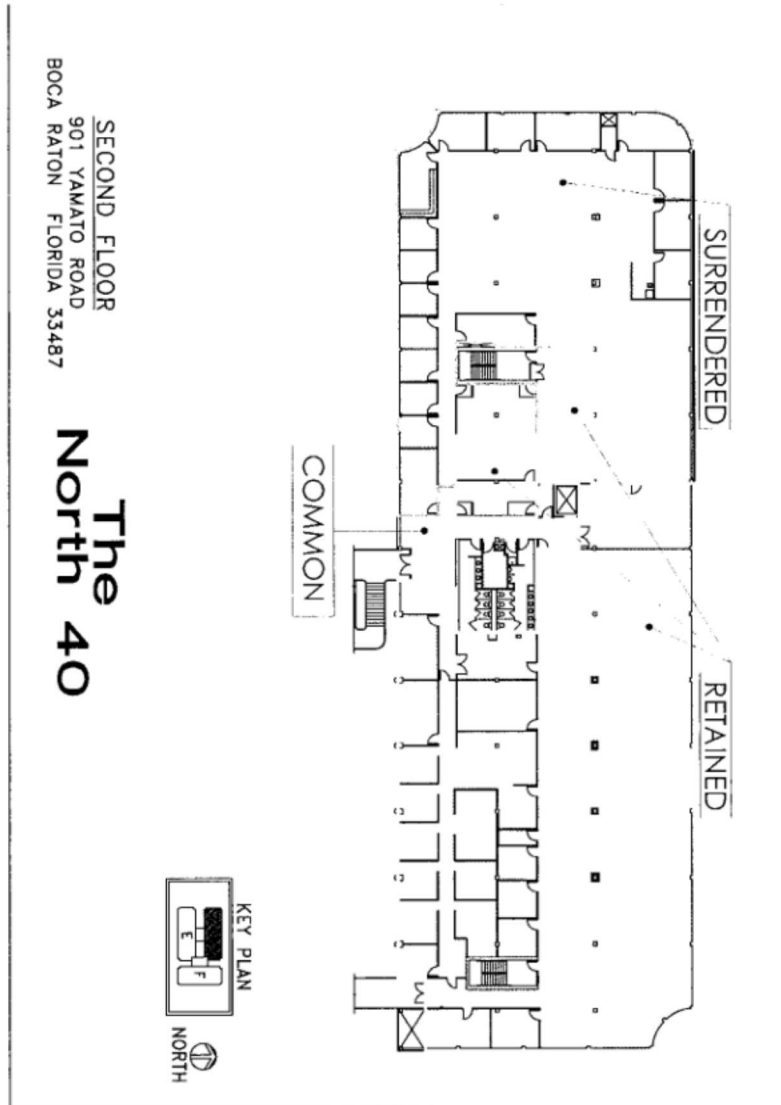 SURRENDERED
RETAINED
COMMON
KEY PLAN
E
F
NORTH
SECOND FLOOR
901 YAMATO ROAD
BOCA RATON FLORIDA 33487
The
North 40